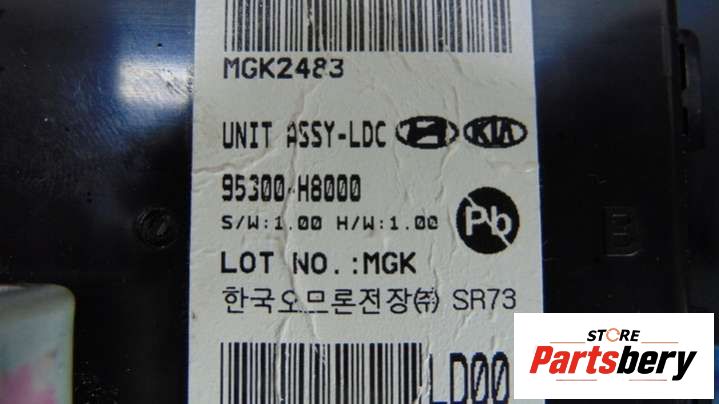 MGK2483
UNIT ASSY-LDC KIA
95300-H8000
S/W:1.00 H/W:1.00 Pb
LOT NO.:MGK
B
한국오므론전장㈜ SR73
LD00
STORE
Partsbery